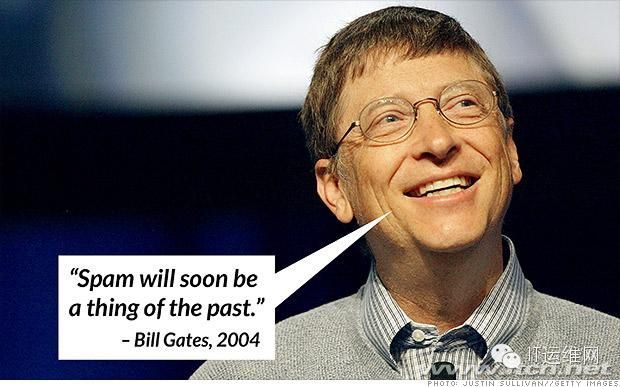 “Spam will soon be
a thing of the past.”
– Bill Gates, 2004
IT运维网
PHOTO: JUSTIN SULLIVAN//GETTY IMAGES